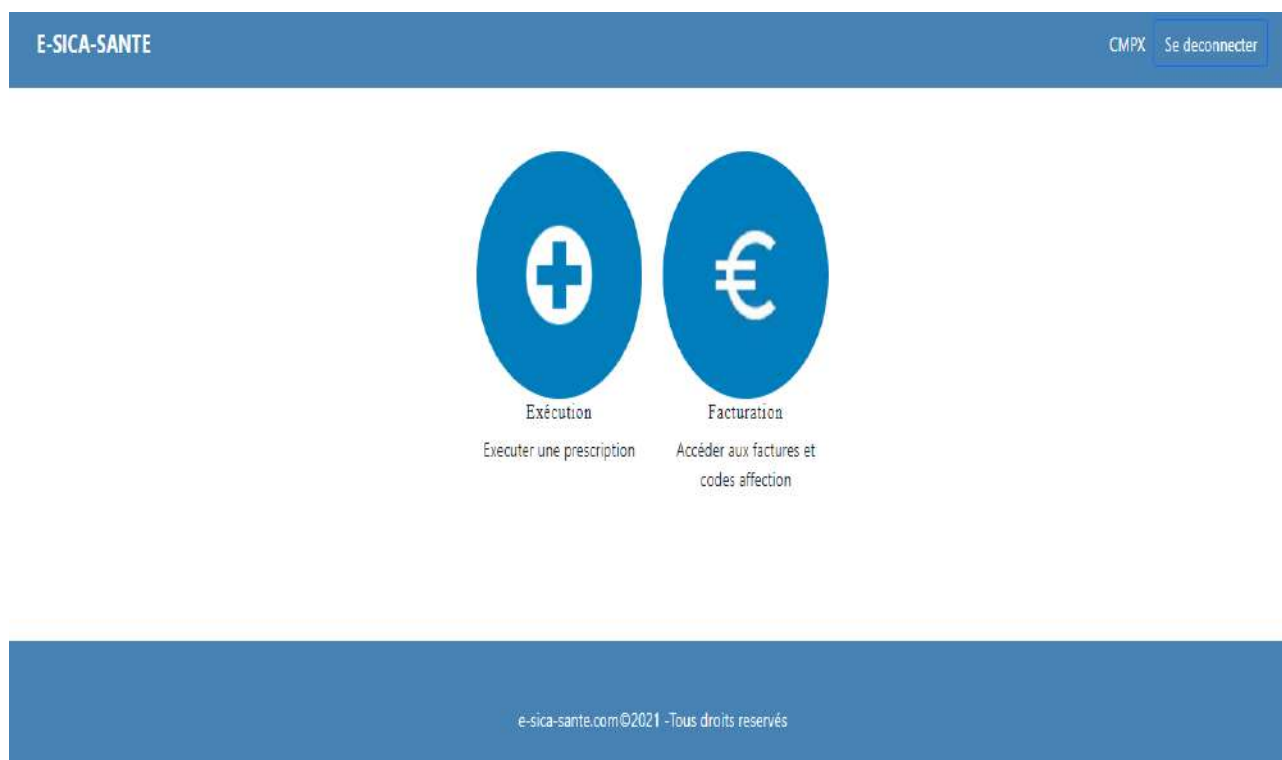 E-SICA-SANTE
CMPX Se deconnecter
€
Exécution
Executer une prescription
Facturation
Accéder aux factures et
codes affection
e-sica-sante.com©2021 -Tous droits reservés